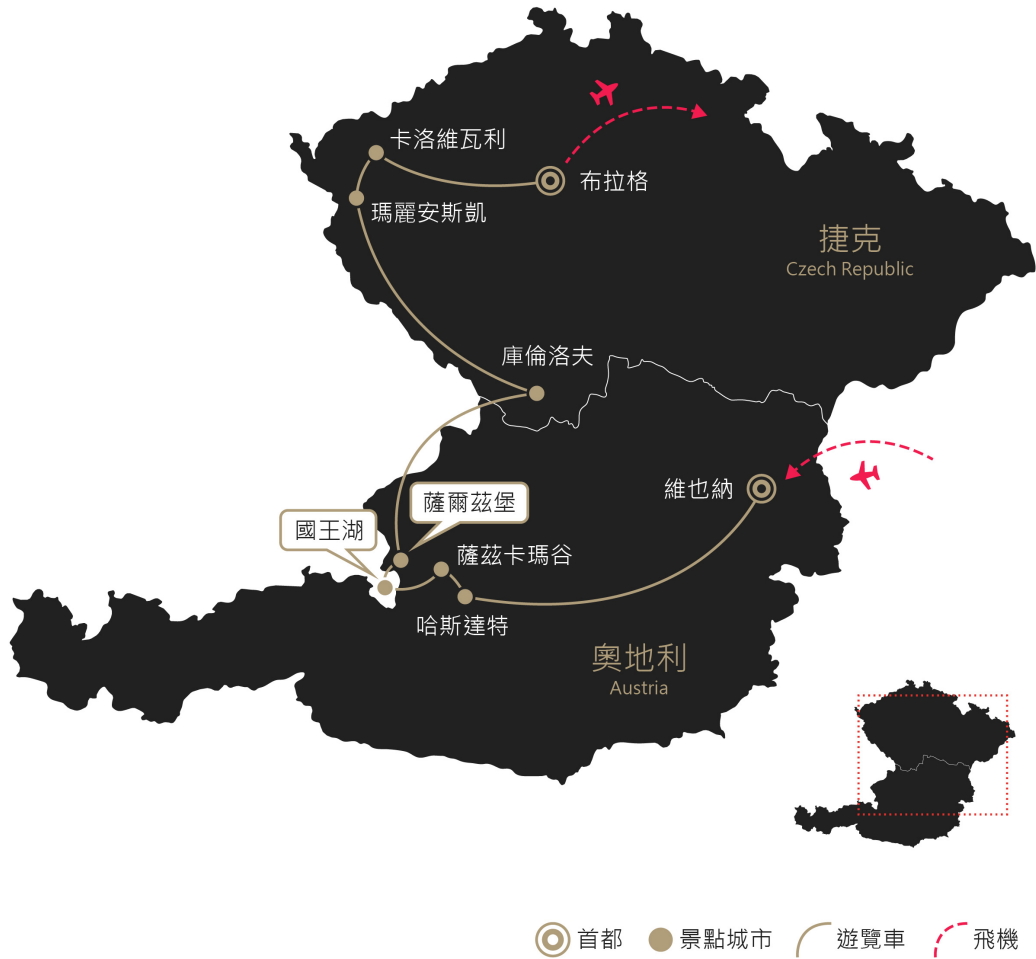 卡洛維瓦利
布拉格
瑪麗安斯凱
捷克
Czech Republic
庫倫洛夫
維也納
薩爾茲堡
國王湖
薩茲卡瑪谷
哈斯達特
奧地利
Austria
首都
景點城市
遊覽車
飛機